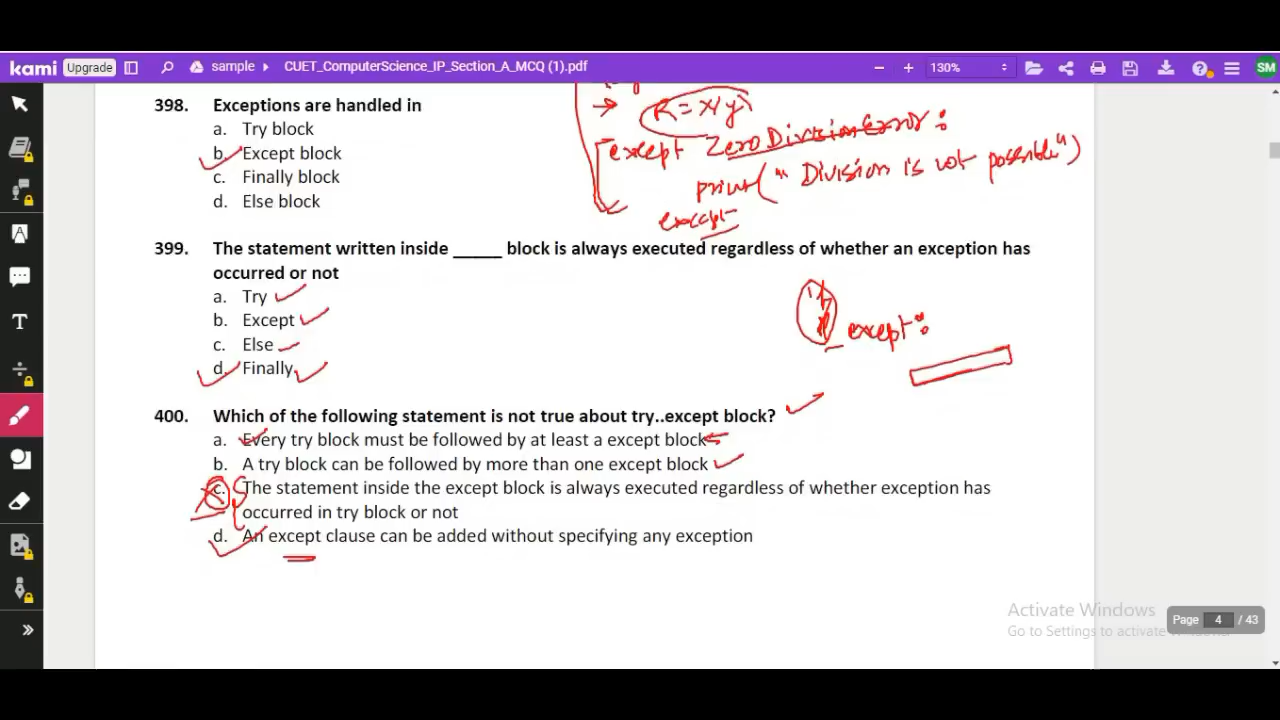 kami Upgrade sample CUET_ComputerScience_IP_Section_A_MCQ (1).pdf 130% SM
R = x/y
except ZeroDivisionError:
print(" Division is not possible")
except
398. Exceptions are handled in
a. Try block
b. Except block
c. Finally block
d. Else block
399. The statement written inside _____ block is always executed regardless of whether an exception has
occurred or not
a. Try
b. Except
c. Else
d. Finally
except:
400. Which of the following statement is not true about try..except block?
a. Every try block must be followed by at least a except block
b. A try block can be followed by more than one except block
c. The statement inside the except block is always executed regardless of whether exception has
occurred in try block or not
d. An except clause can be added without specifying any exception
Activate Windows
Go to Settings to activate Windows.
Page 4 / 43